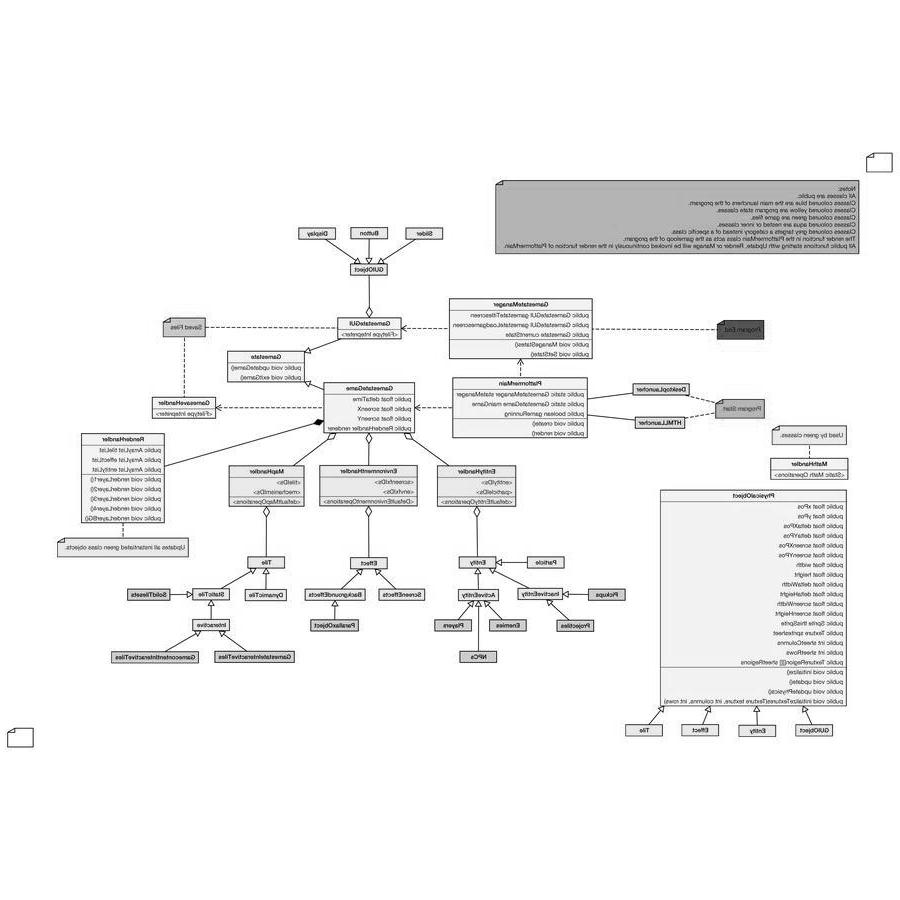 Notes:
All classes are public.
Classes coloured blue are the main launchers of the program.
Classes coloured yellow are program state classes.
Classes coloured green are game files.
Classes coloured aqua are nested or inner classes.
Classes coloured grey targets a category instead of a specific class.
The render function in the PlatformerMain class acts as the gameloop of the program.
All public functions starting with Update, Render or Manage will be invoked continuously in the render function of PlatformerMain
Slider
Button
Display
GUIObject
GamestateManager
public GamestateGUI gamestateTitlescreen
public GamestateGUI gamestateLoadgamescreen
public Gamestate currentState
public void ManageStates()
public void SetState()
Program End
GamestateGUI
<Filetype Intepreter>
Saved Files
Gamestate
public void updateGame()
public void exitGame()
PlatformerMain
public static GamestateManager gameStateManager
public static Gamestate mainGame
public boolean gameRunning
public void create()
public void render()
DesktopLauncher
HTMLLauncher
Program Start
GamestateGame
public float deltaTime
public float screenX
public float screenY
public RenderHandler renderer
GamesaveHandler
<Filetype Intepriter>
Used by green classes.
MathHandler
<Static Math Operations>
RenderHandler
public ArrayList tileList
public ArrayList effectList
public ArrayList entityList
public void renderLayer1()
public void renderLayer2()
public void renderLayer3()
public void renderLayer4()
public void renderLayerBG()
Updates all instantiated green class objects.
EntityHandler
<entityIDs>
<particleIDs>
<defaultEntityOperations>
EnvironmentHandler
<screenfxIDs>
<envfxIDs>
<DefaultEnvironmentOperations>
MapHandler
<tileIDs>
<mechanismIDs>
<defaultMapOperations>
PhysicalObject
public float xPos
public float yPos
public float deltaXPos
public float deltaYPos
public float screenXPos
public float screenYPos
public float width
public float height
public float deltaWidth
public float deltaHeight
public float screenWidth
public float screenHeight
public Sprite thisSprite
public Texture spritesheet
public int sheetColumns
public int sheetRows
public TextureRegion[][] sheetRegions
public void initialize()
public void update()
public void updatePhysics()
public void initializeTextures(Texture texture, int columns, int rows)
Particle
Entity
Effect
Tile
Pickups
InactiveEntity
ActiveEntity
ScreenEffects
BackgroundEffects
DynamicTile
StaticTile
SolidTilesets
Projectiles
Enemies
Players
ParallaxObject
Interactive
NPCs
GamestateInteractiveTiles
GamecontentInteractiveTiles
GUIObject
Entity
Effect
Tile